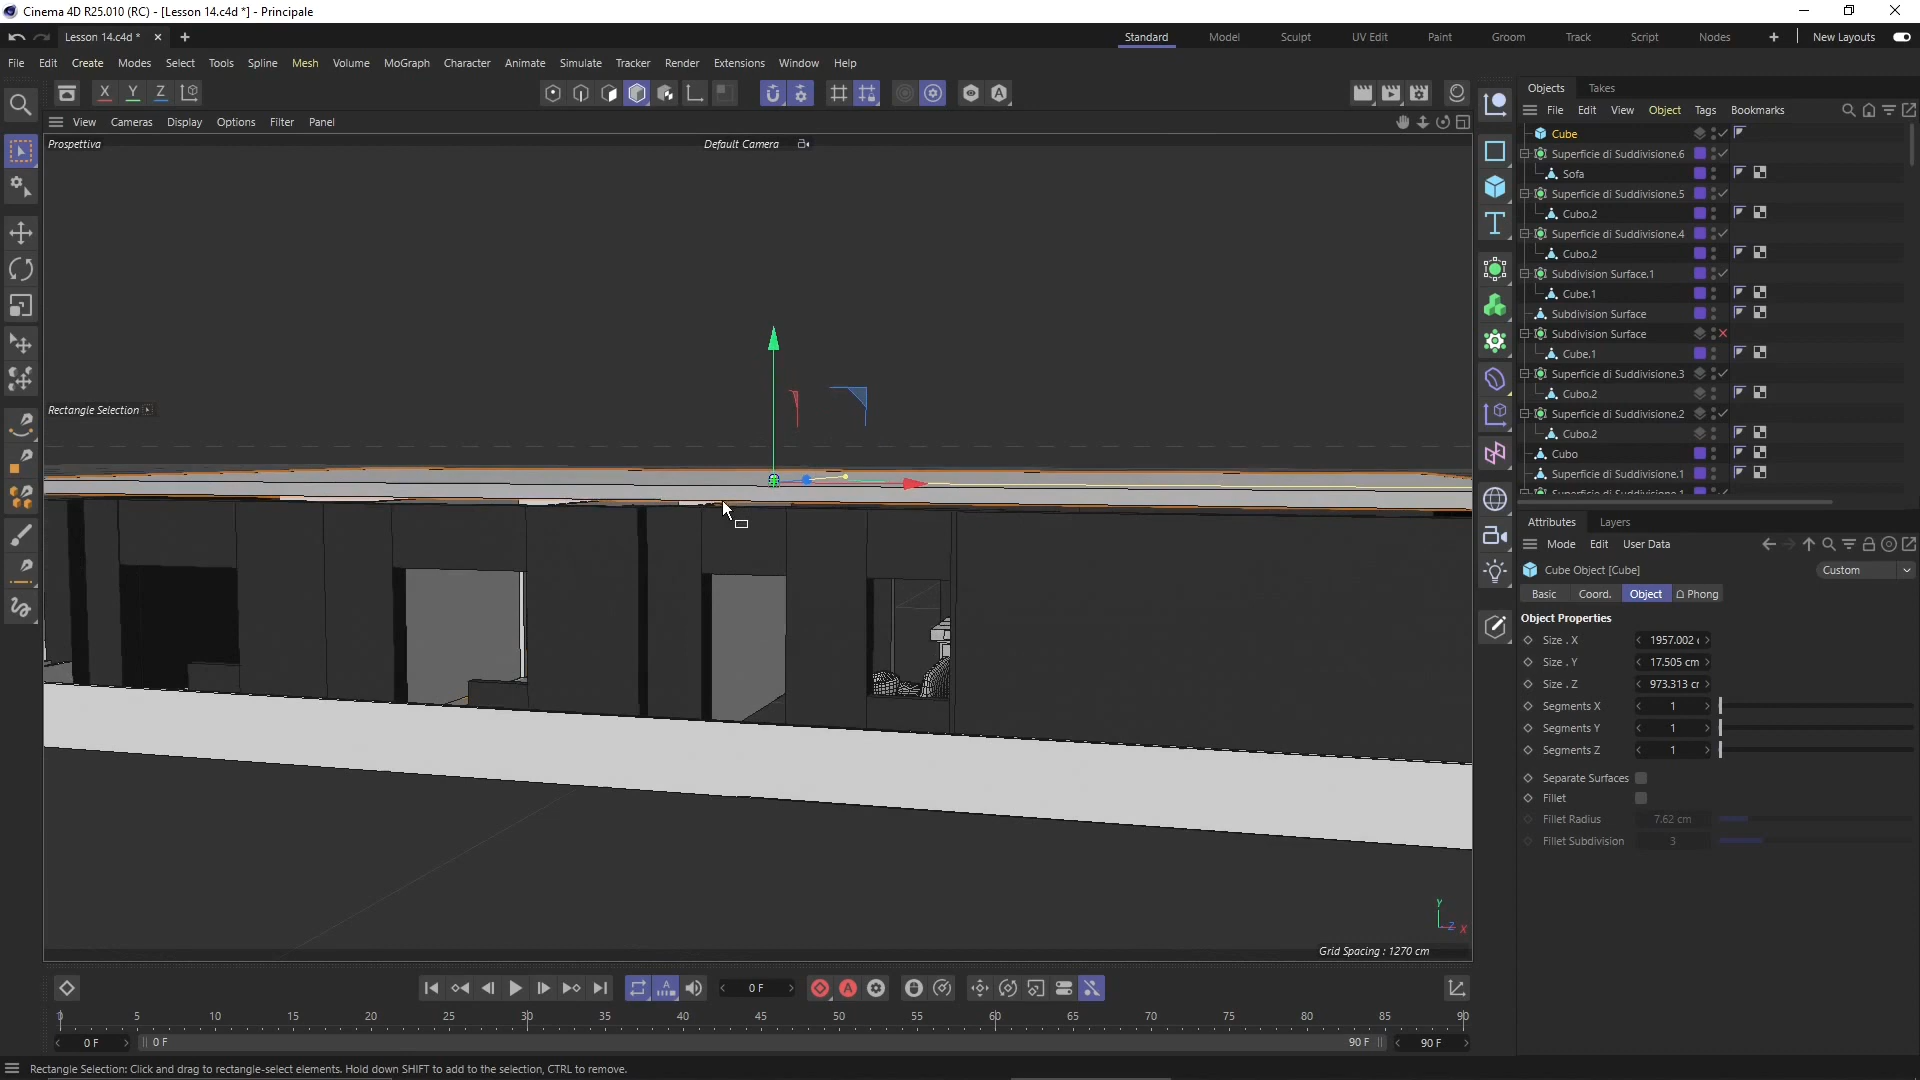 Cinema 4D R25.010 (RC) - [Lesson 14.c4d *] - Principale
Lesson 14.c4d *
Standard Model Sculpt UV Edit Paint Groom Track Script Nodes New Layouts
File Edit Create Modes Select Tools Spline Mesh Volume MoGraph Character Animate Simulate Tracker Render Extensions Window Help
X Y Z
Objects Takes
File Edit View Object Tags Bookmarks
View Cameras Display Options Filter Panel
Prospettiva
Default Camera
Rectangle Selection
Cube
Superficie di Suddivisione.6
Sofa
Superficie di Suddivisione.5
Cubo.2
Superficie di Suddivisione.4
Cubo.2
Subdivision Surface.1
Cube.1
Subdivision Surface
Subdivision Surface
Cube.1
Superficie di Suddivisione.3
Cubo.2
Superficie di Suddivisione.2
Cubo.2
Cubo
Superficie di Suddivisione.1
Attributes Layers
Mode Edit User Data
Cube Object [Cube]
Custom
Basic Coord. Object Phong
Object Properties
Size . X 1957.002
Size . Y 17.505 cm
Size . Z 973.313 cr
Segments X 1
Segments Y 1
Segments Z 1
Separate Surfaces
Fillet
Fillet Radius 7.62 cm
Fillet Subdivision 3
Y
Z
X
Grid Spacing : 1270 cm
0 F
0 5 10 15 20 25 30 35 40 45 50 55 60 65 70 75 80 85 90
0 F 0 F 90 F 90 F
Rectangle Selection: Click and drag to rectangle-select elements. Hold down SHIFT to add to the selection, CTRL to remove.